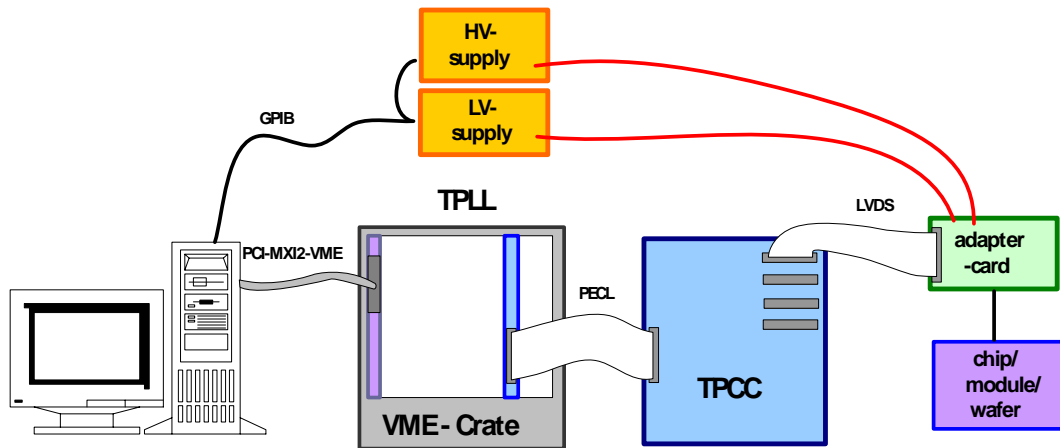 HV-
supply
LV-
supply
GPIB
TPLL
LVDS
PCI-MXI2-VME
adapter
-card
PECL
TPCC
chip/
module/
wafer
VME - Crate